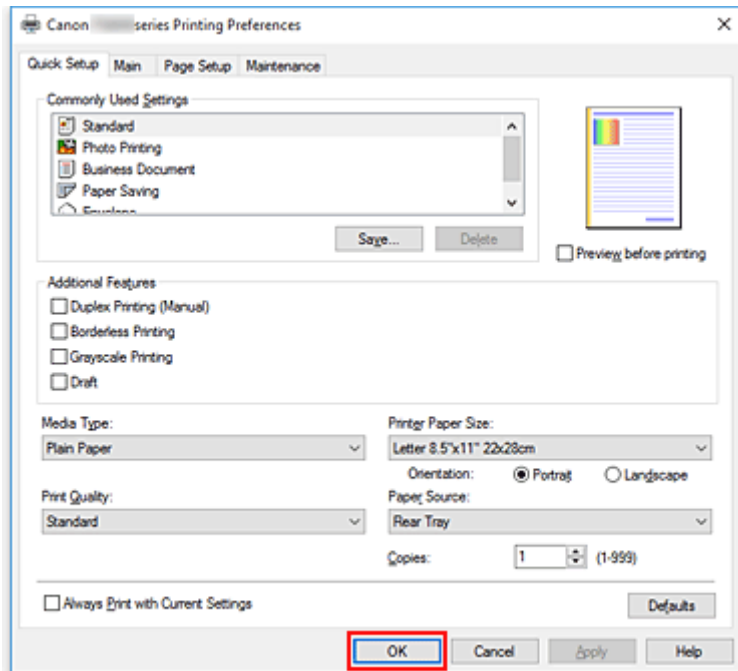 Canon series Printing Preferences
Quick Setup Main Page Setup Maintenance
Commonly Used Settings
Standard
Photo Printing
Business Document
Paper Saving
Envelope
Save... Delete
Preview before printing
Additional Features
Duplex Printing (Manual)
Borderless Printing
Grayscale Printing
Draft
Media Type: Printer Paper Size:
Plain Paper Letter 8.5"x11" 22x28cm
Orientation: Portrait Landscape
Print Quality: Paper Source:
Standard Rear Tray
Copies: 1 (1-999)
Always Print with Current Settings Defaults
OK Cancel Apply Help